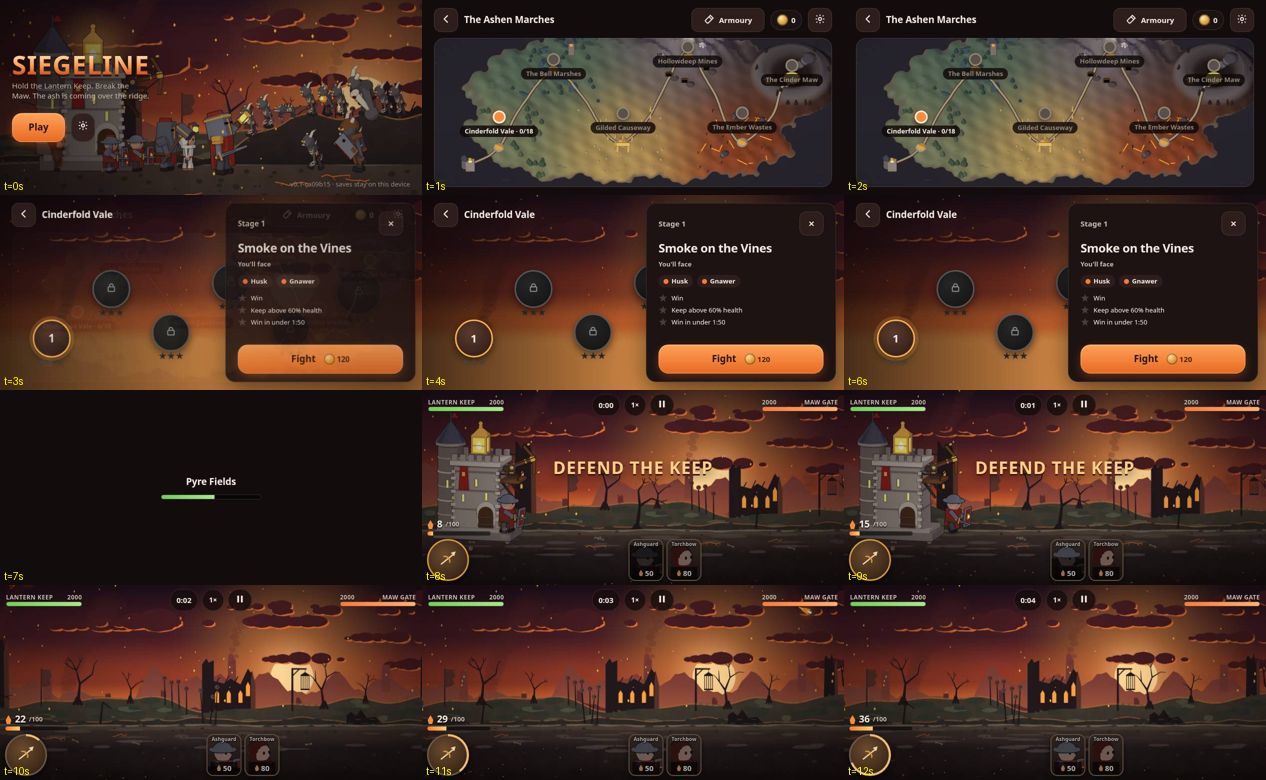 SIEGELINE
Hold the Lantern Keep. Break the
Maw. The ash is coming over the ridge.
Play
saves stay on this device
t=0s
The Ashen Marches
Armoury
0
Hollowdeep Mines
The Bell Marshes
The Cinder Maw
Cinderfold Vale · 0/18
Gilded Causeway
The Ember Wastes
t=1s
The Ashen Marches
Armoury
0
Hollowdeep Mines
The Bell Marshes
The Cinder Maw
Cinderfold Vale · 0/18
Gilded Causeway
The Ember Wastes
t=2s
Cinderfold Vale
Armoury
0
Stage 1
Smoke on the Vines
You'll face
Husk
Gnawer
Win
Keep above 60% health
Win in under 1:50
1
Fight
120
t=3s
Cinderfold Vale
Stage 1
Smoke on the Vines
You'll face
Husk
Gnawer
Win
Keep above 60% health
Win in under 1:50
1
Fight
120
t=4s
Cinderfold Vale
Stage 1
Smoke on the Vines
You'll face
Husk
Gnawer
Win
Keep above 60% health
Win in under 1:50
1
Fight
120
t=6s
Pyre Fields
t=7s
LANTERN KEEP 2000
0:00
1×
2000 MAW GATE
DEFEND THE KEEP
8 /100
Ashguard
Torchbow
50
80
t=8s
LANTERN KEEP 2000
0:01
1×
2000 MAW GATE
DEFEND THE KEEP
15 /100
Ashguard
Torchbow
50
80
t=9s
LANTERN KEEP 2000
0:02
1×
2000 MAW GATE
22 /100
Ashguard
Torchbow
50
80
t=10s
LANTERN KEEP 2000
0:03
1×
2000 MAW GATE
29 /100
Ashguard
Torchbow
50
80
t=11s
LANTERN KEEP 2000
0:04
1×
2000 MAW GATE
36 /100
Ashguard
Torchbow
50
80
t=12s